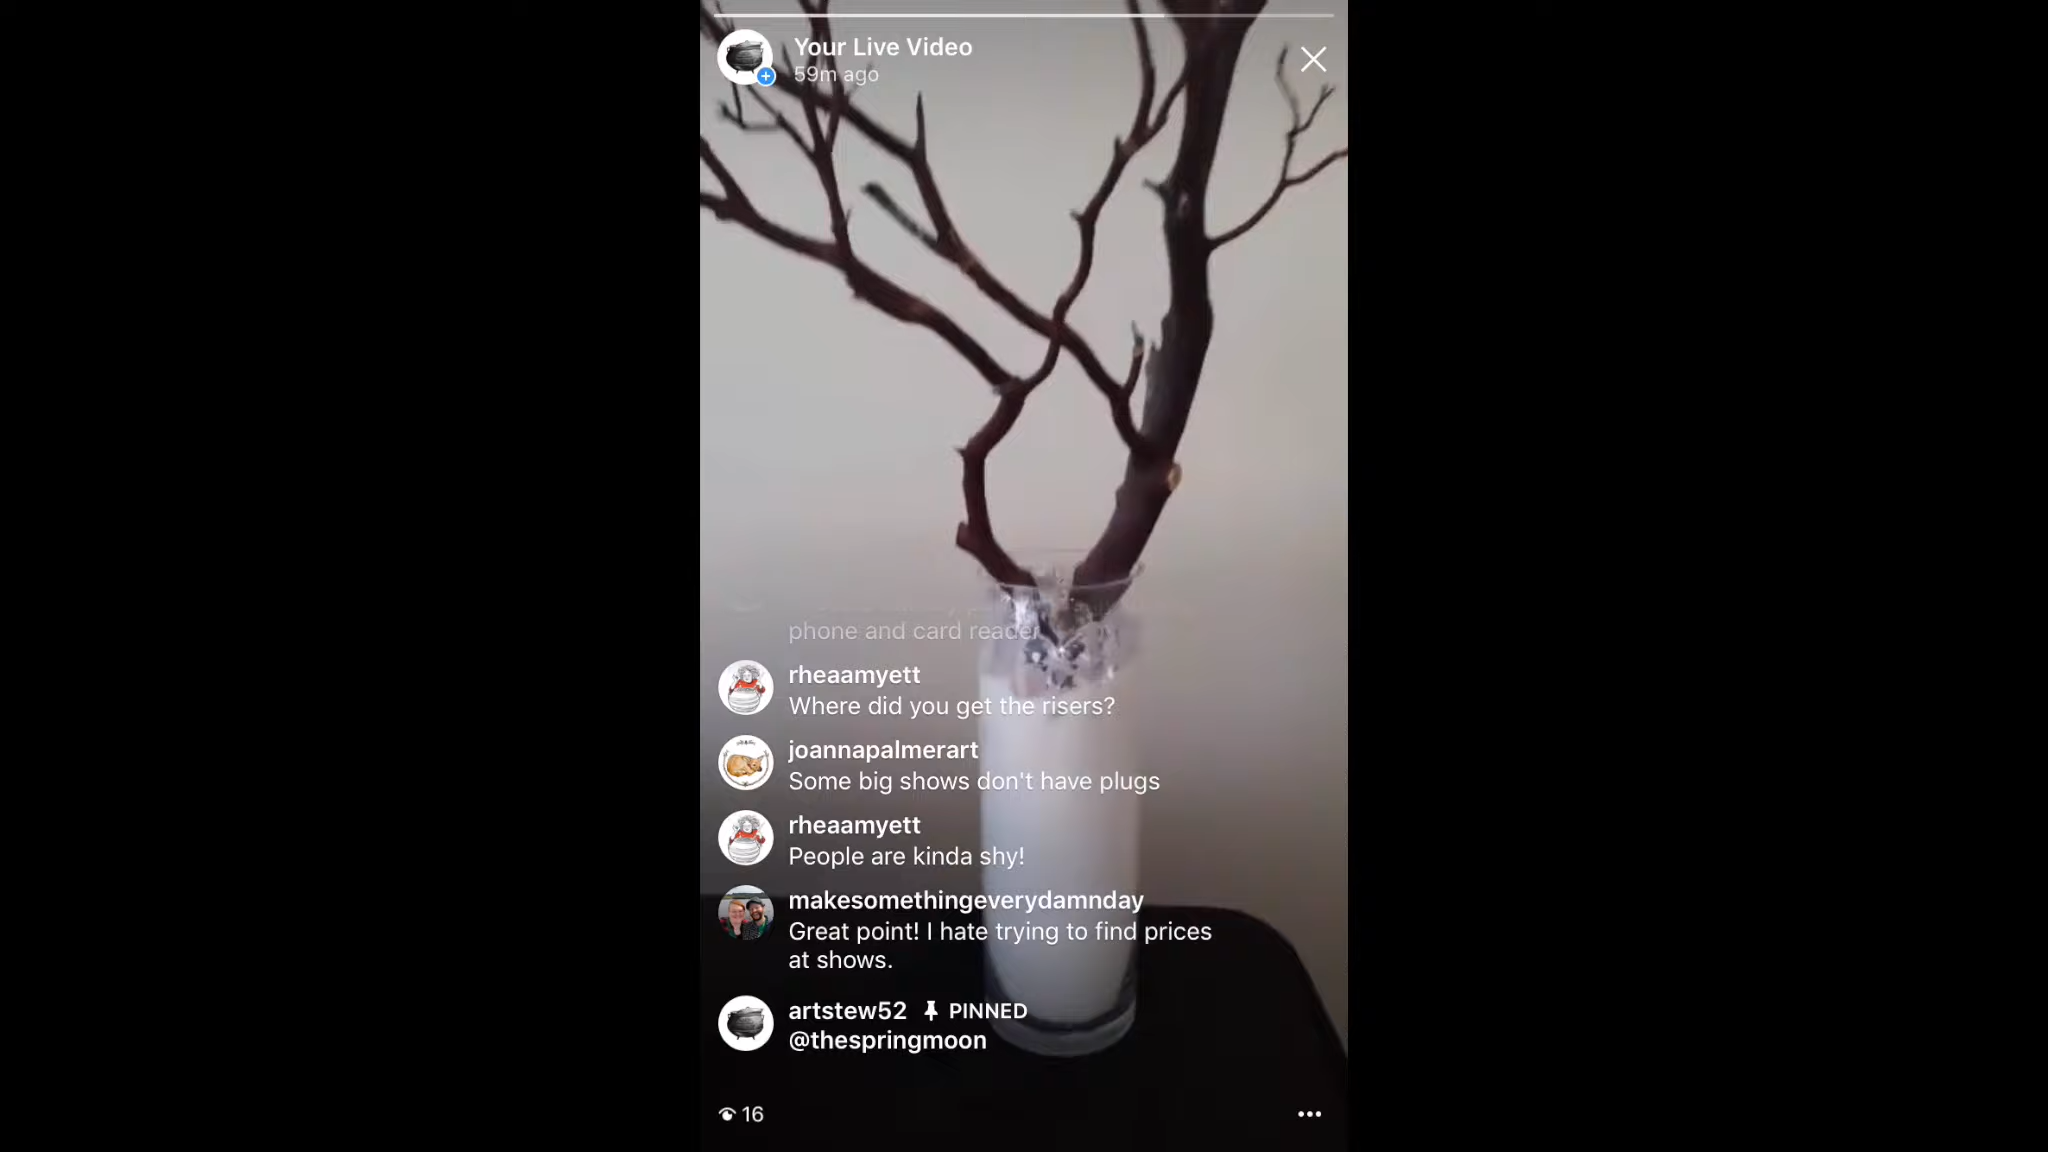 Your Live Video
59m ago
phone and card reader
rheaamyett
Where did you get the risers?
joannapalmerart
Some big shows don't have plugs
rheaamyett
People are kinda shy!
makesomethingeverydamnday
Great point! I hate trying to find prices
at shows.
artstew52 PINNED
@thespringmoon
16